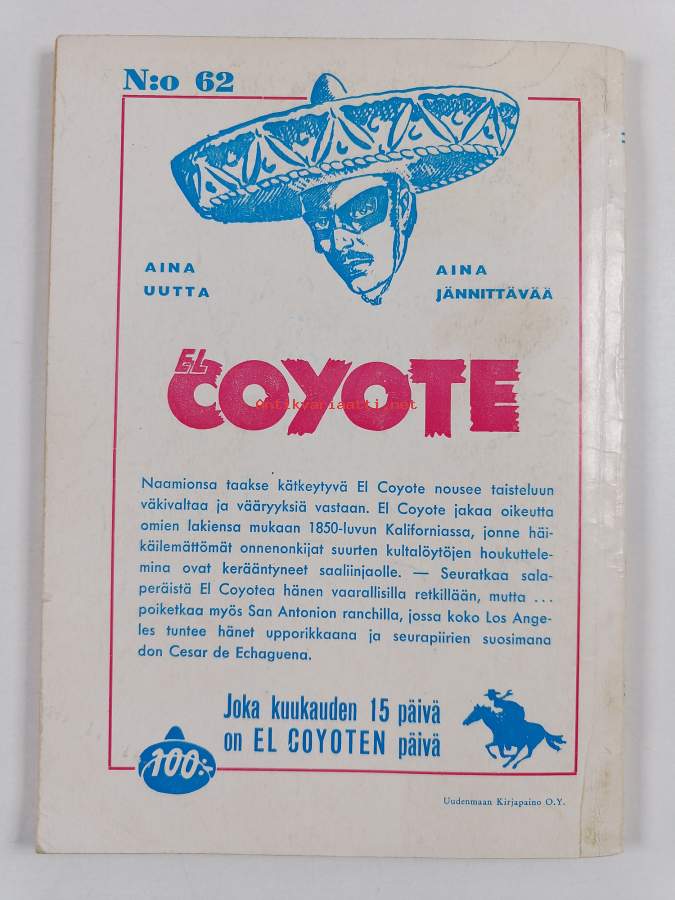 N:o 62
AINA
UUTTA
AINA
JÄNNITTÄVÄÄ
EL
COYOTE
Antikvariaatti.net
Naamionsa taakse kätkeytyvä El Coyote nousee taisteluun
väkivaltaa ja vääryyksiä vastaan. El Coyote jakaa oikeutta
omien lakiensa mukaan 1850-luvun Kaliforniassa, jonne häi-
käilemättömät onnenonkijat suurten kultalöytöjen houkuttele-
mina ovat kerääntyneet saaliinjaolle. — Seuratkaa sala-
peräistä El Coyotea hänen vaarallisilla retkillään, mutta ...
poiketkaa myös San Antonion ranchilla, jossa koko Los Ange-
les tuntee hänet upporikkaana ja seurapiirien suosimana
don Cesar de Echaguena.
Joka kuukauden 15 päivä
on EL COYOTEN päivä
100:-
Uudenmaan Kirjapaino O.Y.